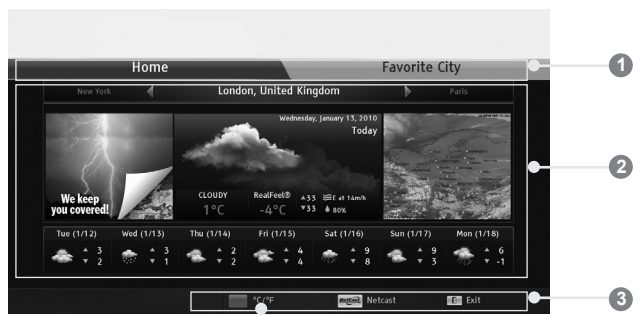 Home
Favorite City
1
New York
London, United Kingdom
Paris
Wednesday, January 13, 2010
Today
We keep
you covered!
CLOUDY
1°C
RealFeel®
-4°C
▲33
▼33
E at 14m/h
80%
2
Tue (1/12)
Wed (1/13)
Thu (1/14)
Fri (1/15)
Sat (1/16)
Sun (1/17)
Mon (1/18)
▲ 3
▼ 2
▲ 3
▼ 1
▲ 2
▼ 2
▲ 4
▼ 4
▲ 9
▼ 8
▲ 9
▼ 3
▲ 6
▼ -1
°C/°F
NetCast
Netcast
Exit
3